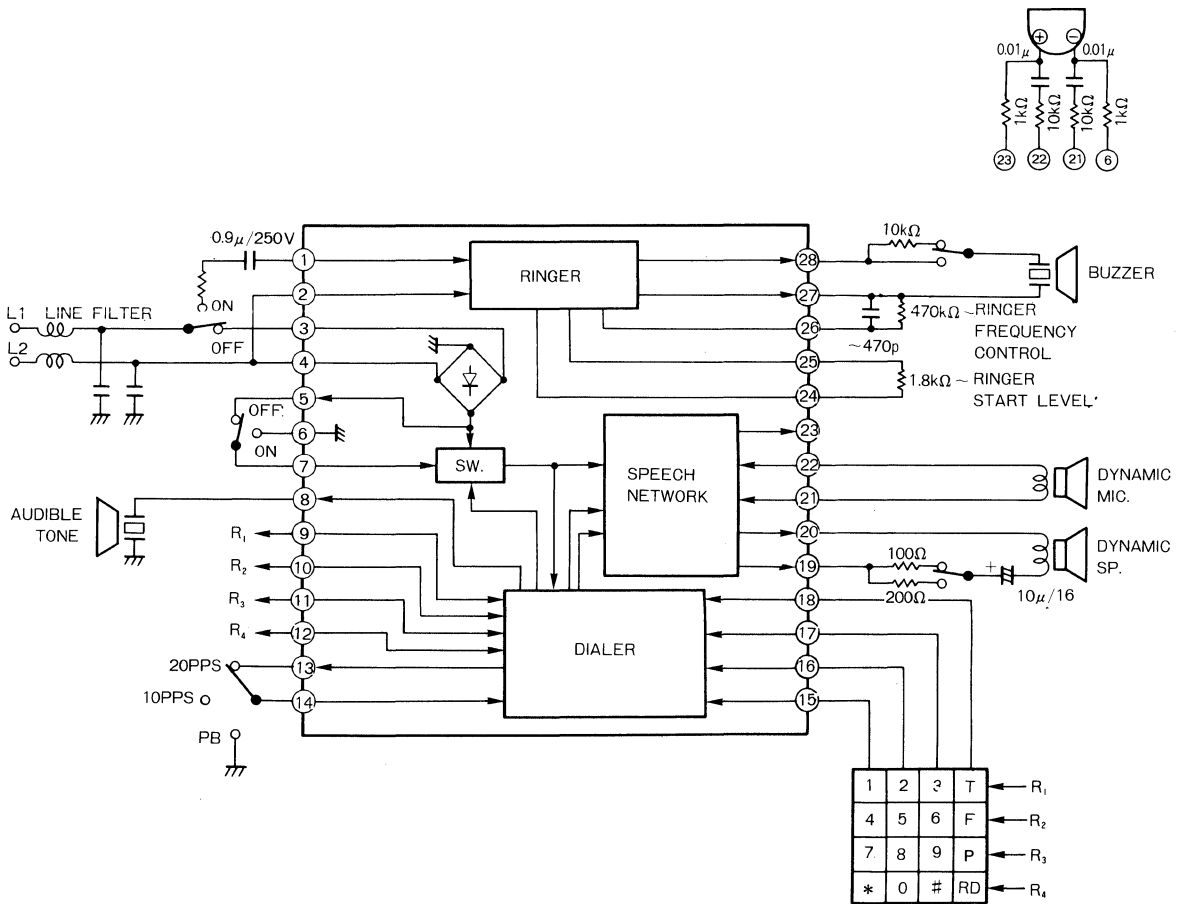 ⊕ ⊖
0.01μ 0.01μ
1kΩ 10kΩ 10kΩ 1kΩ
23 22 21 6
0.9μ/250V
1
2
3
4
5
6
7
8
9
10
11
12
13
14
L1 LINE FILTER
L2
ON
OFF
OFF
ON
AUDIBLE
TONE
R₁
R₂
R₃
R₄
20PPS
10PPS
PB
RINGER
SW.
SPEECH
NETWORK
DIALER
28
27
26
25
24
23
22
21
20
19
18
17
16
15
10kΩ
BUZZER
470kΩ~RINGER
FREQUENCY
CONTROL
~470p
1.8kΩ~ RINGER
START LEVEL
DYNAMIC
MIC.
100Ω
200Ω
+
10μ/16
DYNAMIC
SP.
1 2 3 T R₁
4 5 6 F R₂
7 8 9 P R₃
* 0 # RD R₄